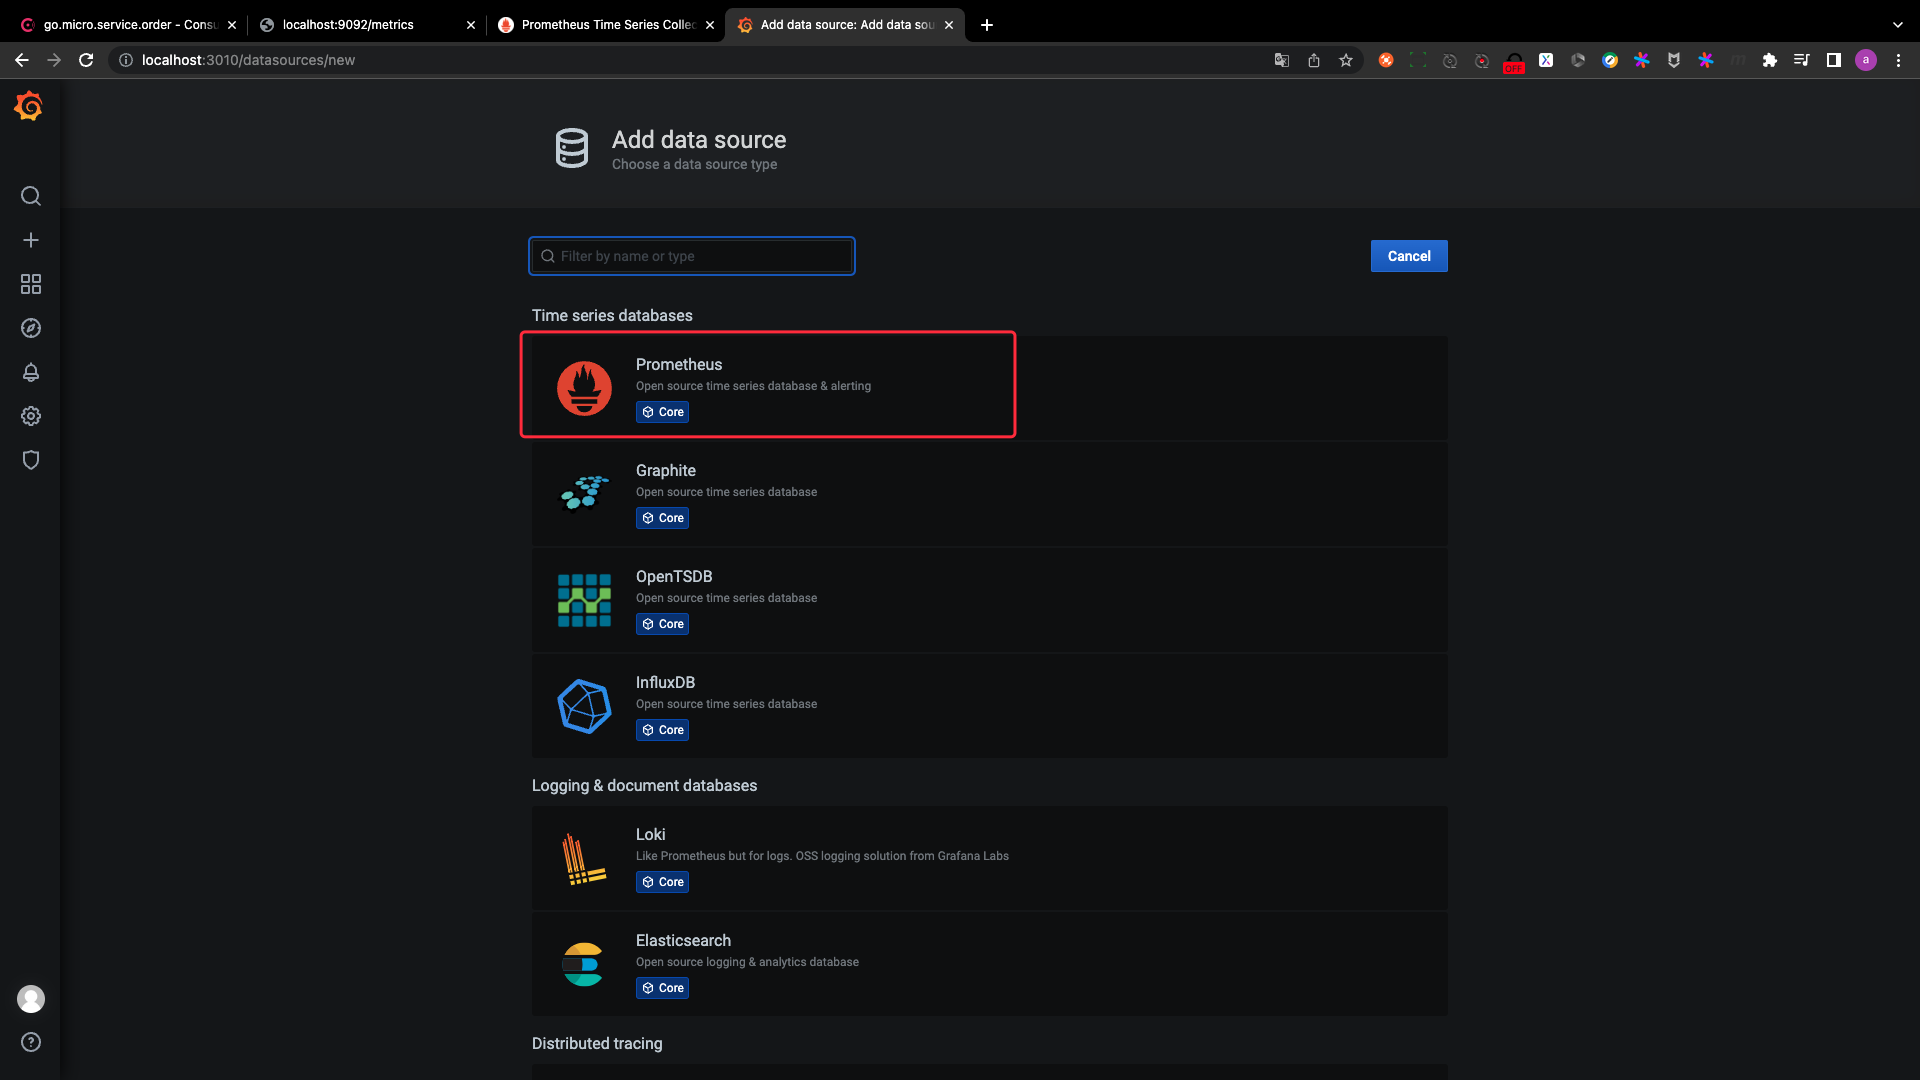 go.micro.service.order - Consu
localhost:9092/metrics
Prometheus Time Series Collec
Add data source: Add data sou
localhost:3010/datasources/new
OFF
a
Add data source
Choose a data source type
Filter by name or type
Cancel
Time series databases
Prometheus
Open source time series database & alerting
Core
Graphite
Open source time series database
Core
OpenTSDB
Open source time series database
Core
InfluxDB
Open source time series database
Core
Logging & document databases
Loki
Like Prometheus but for logs. OSS logging solution from Grafana Labs
Core
Elasticsearch
Open source logging & analytics database
Core
Distributed tracing